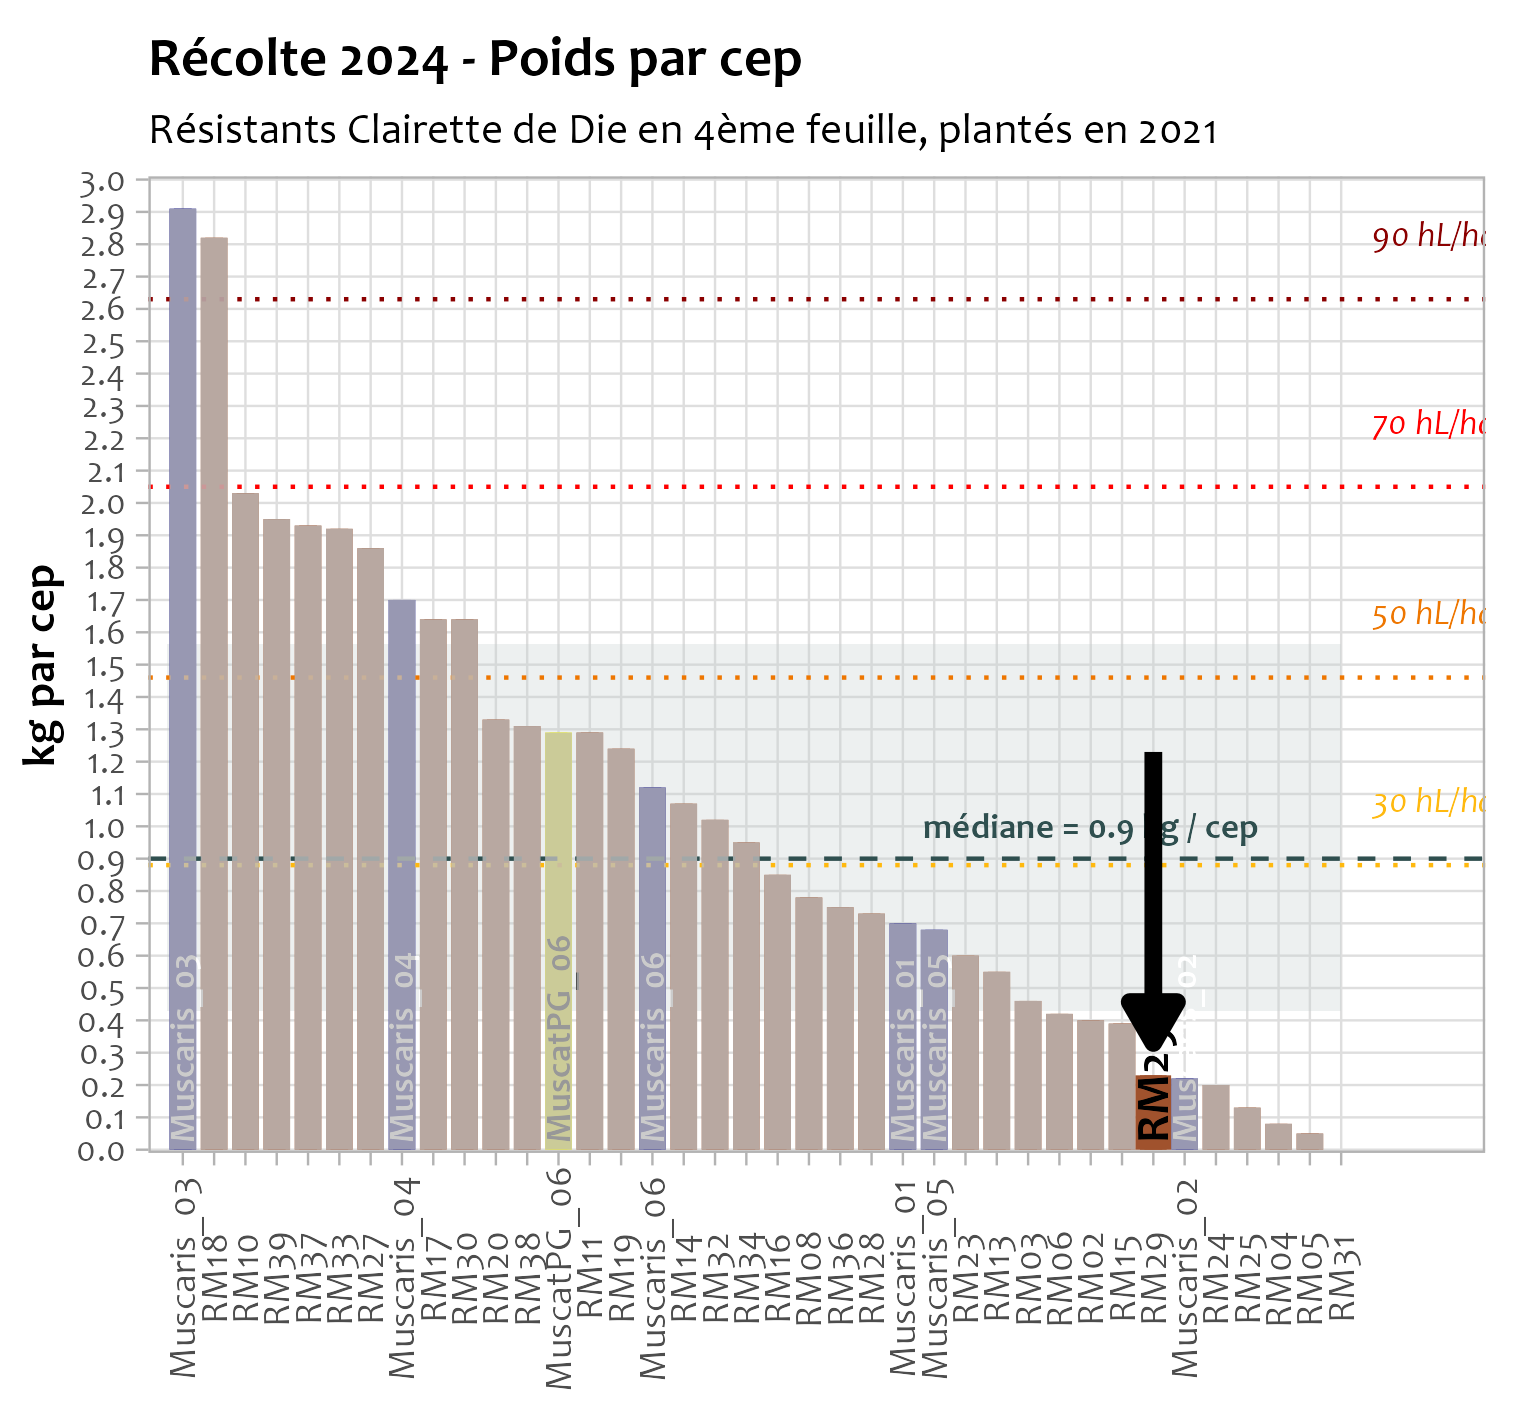 Récolte 2024 - Poids par cep
Résistants Clairette de Die en 4ème feuille, plantés en 2021
kg par cep
3.0
2.9
2.8
2.7
2.6
2.5
2.4
2.3
2.2
2.1
2.0
1.9
1.8
1.7
1.6
1.5
1.4
1.3
1.2
1.1
1.0
0.9
0.8
0.7
0.6
0.5
0.4
0.3
0.2
0.1
0.0
90 hL/ha
70 hL/ha
50 hL/ha
30 hL/ha
médiane = 0.9 kg / cep
Muscaris_03
Muscaris_04
MuscatPG_06
Muscaris_06
Muscaris_01
Muscaris_05
RM29
Muscaris_02
Muscaris_03
RM18
RM10
RM39
RM37
RM33
RM27
Muscaris_04
RM17
RM30
RM20
RM38
MuscatPG_06
RM11
RM19
Muscaris_06
RM14
RM32
RM34
RM16
RM08
RM36
RM28
Muscaris_01
Muscaris_05
RM23
RM13
RM03
RM06
RM02
RM15
RM29
Muscaris_02
RM24
RM25
RM04
RM05
RM31